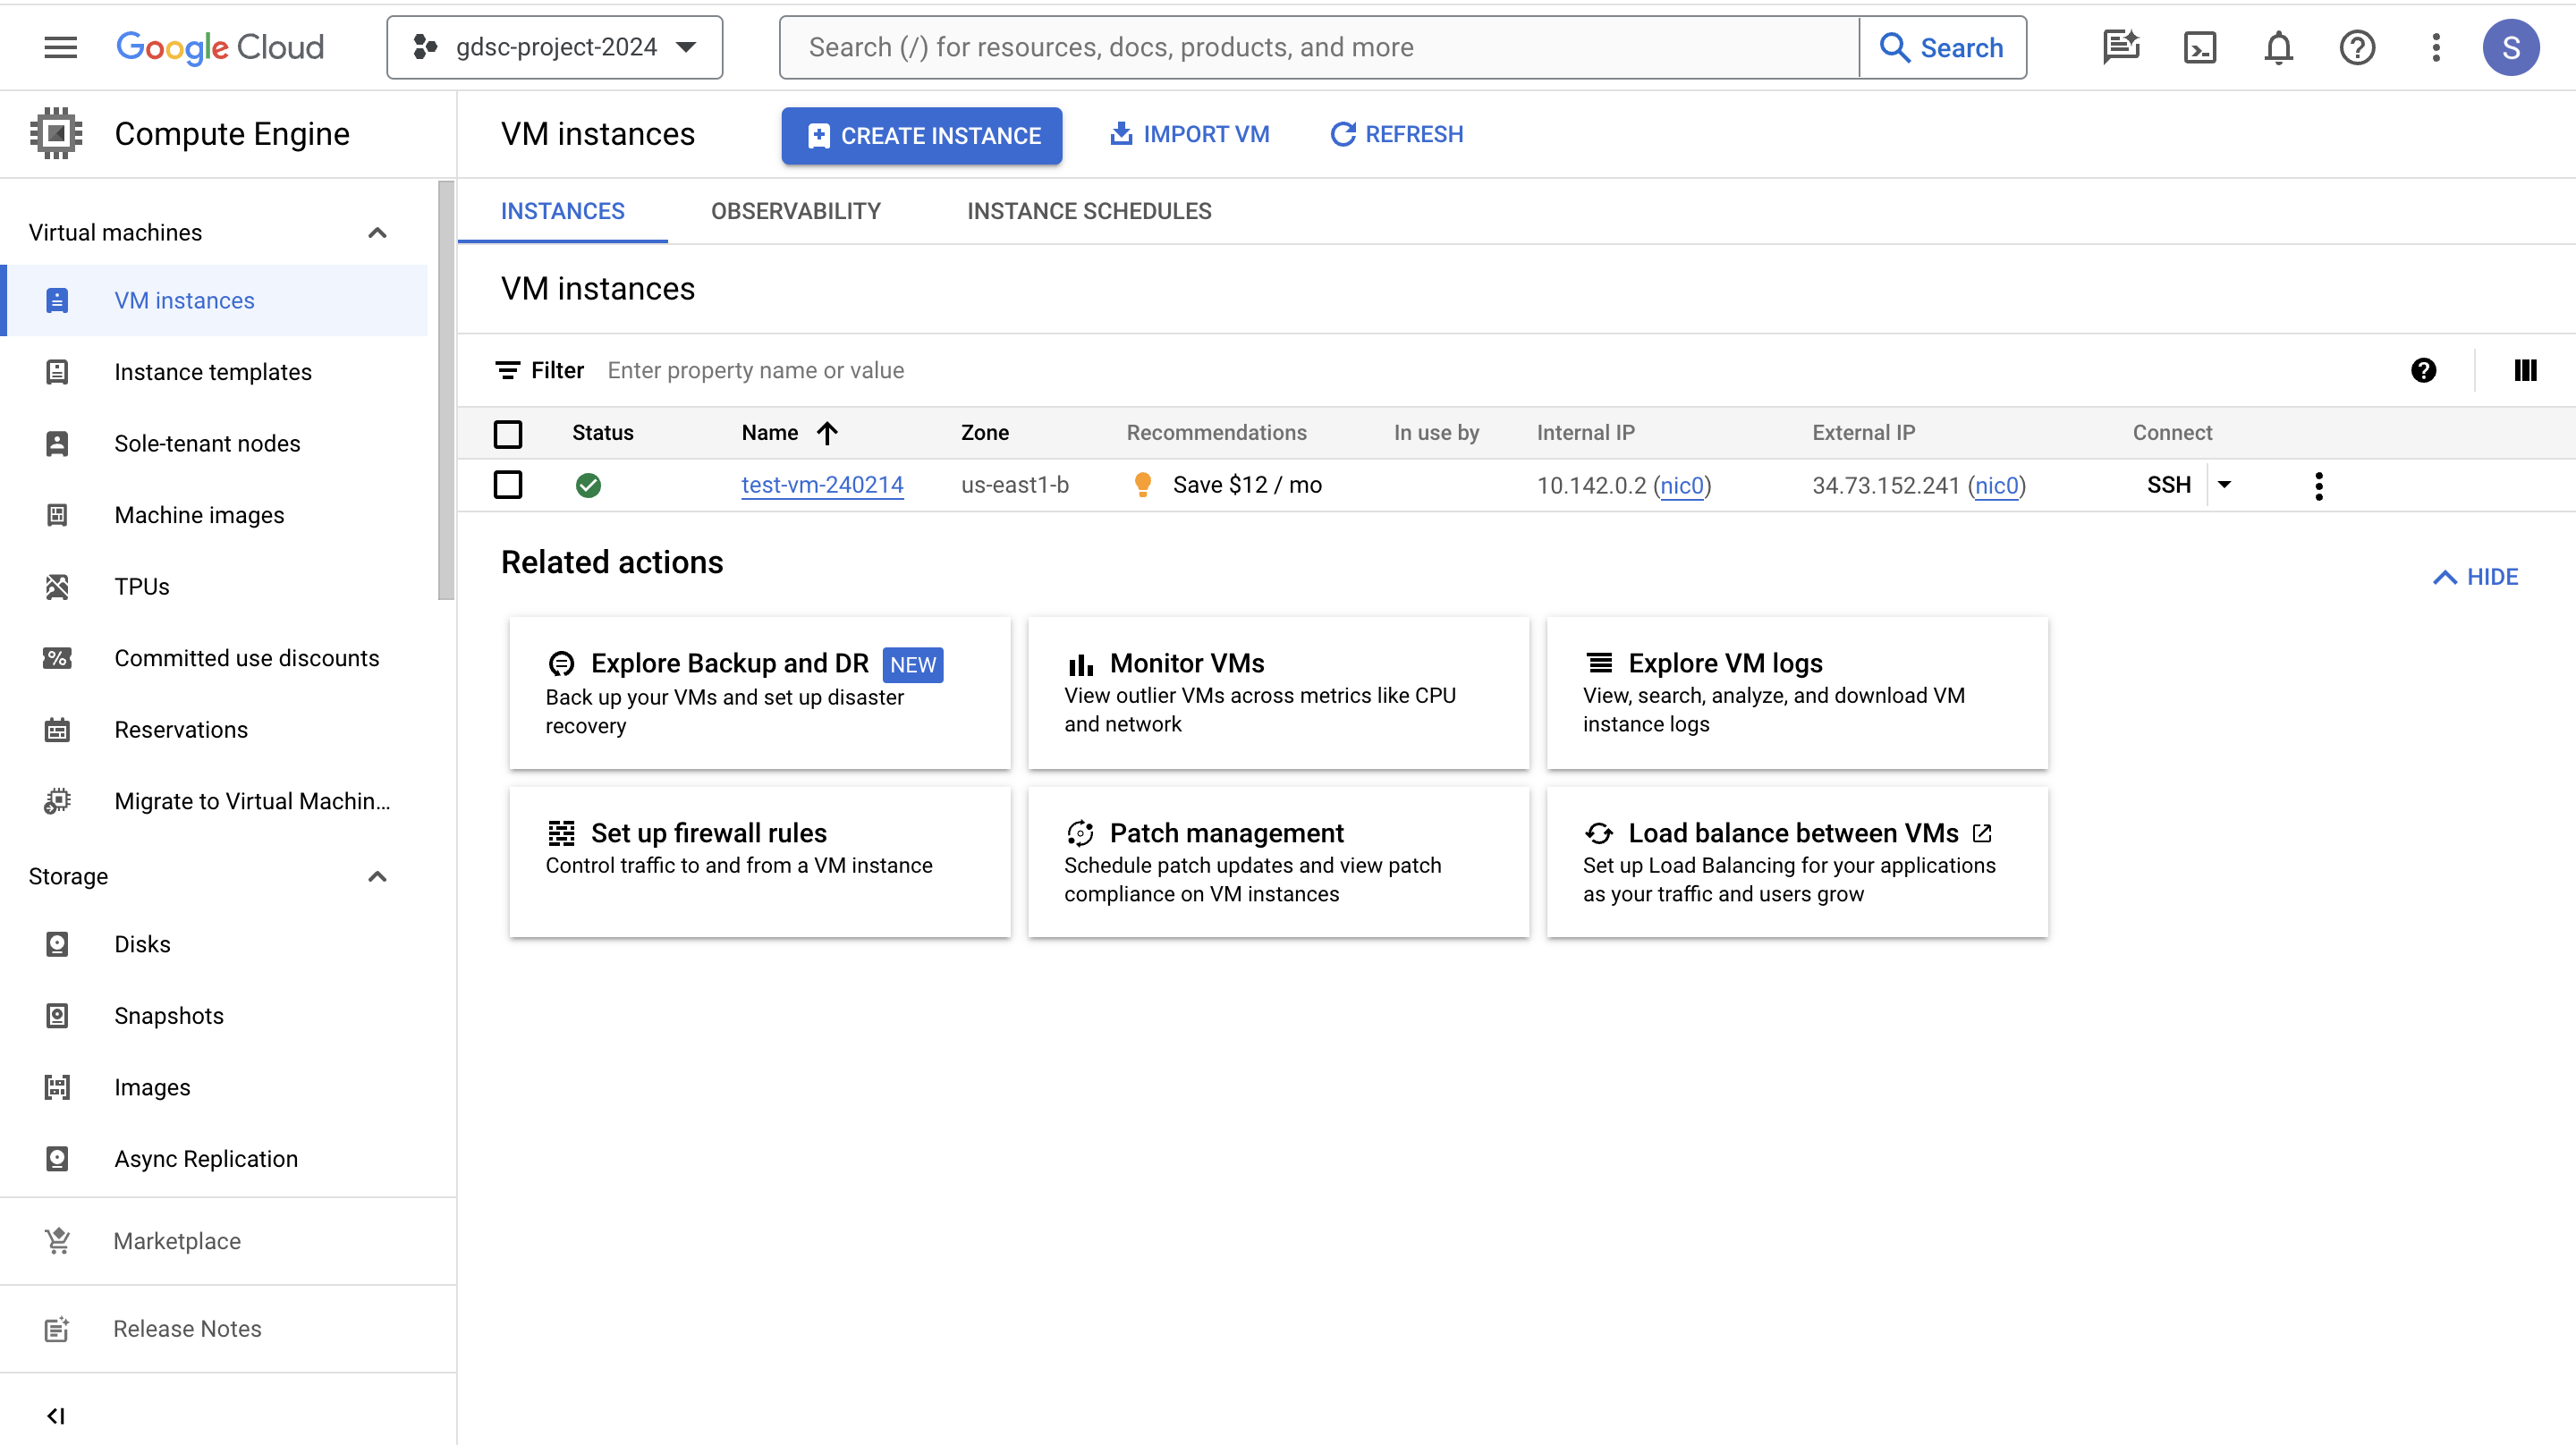 Google Cloud
gdsc-project-2024
Search (/) for resources, docs, products, and more
Search
S
Compute Engine
VM instances
CREATE INSTANCE
IMPORT VM
REFRESH
Virtual machines
VM instances
Instance templates
Sole-tenant nodes
Machine images
TPUs
Committed use discounts
Reservations
Migrate to Virtual Machin...
Storage
Disks
Snapshots
Images
Async Replication
Marketplace
Release Notes
INSTANCES
OBSERVABILITY
INSTANCE SCHEDULES
VM instances
Filter
Enter property name or value
Status Name Zone Recommendations In use by Internal IP External IP Connect
test-vm-240214 us-east1-b Save $12 / mo 10.142.0.2 (nic0) 34.73.152.241 (nic0) SSH
Related actions
HIDE
Explore Backup and DR NEW
Back up your VMs and set up disaster
recovery
Monitor VMs
View outlier VMs across metrics like CPU
and network
Explore VM logs
View, search, analyze, and download VM
instance logs
Set up firewall rules
Control traffic to and from a VM instance
Patch management
Schedule patch updates and view patch
compliance on VM instances
Load balance between VMs
Set up Load Balancing for your applications
as your traffic and users grow